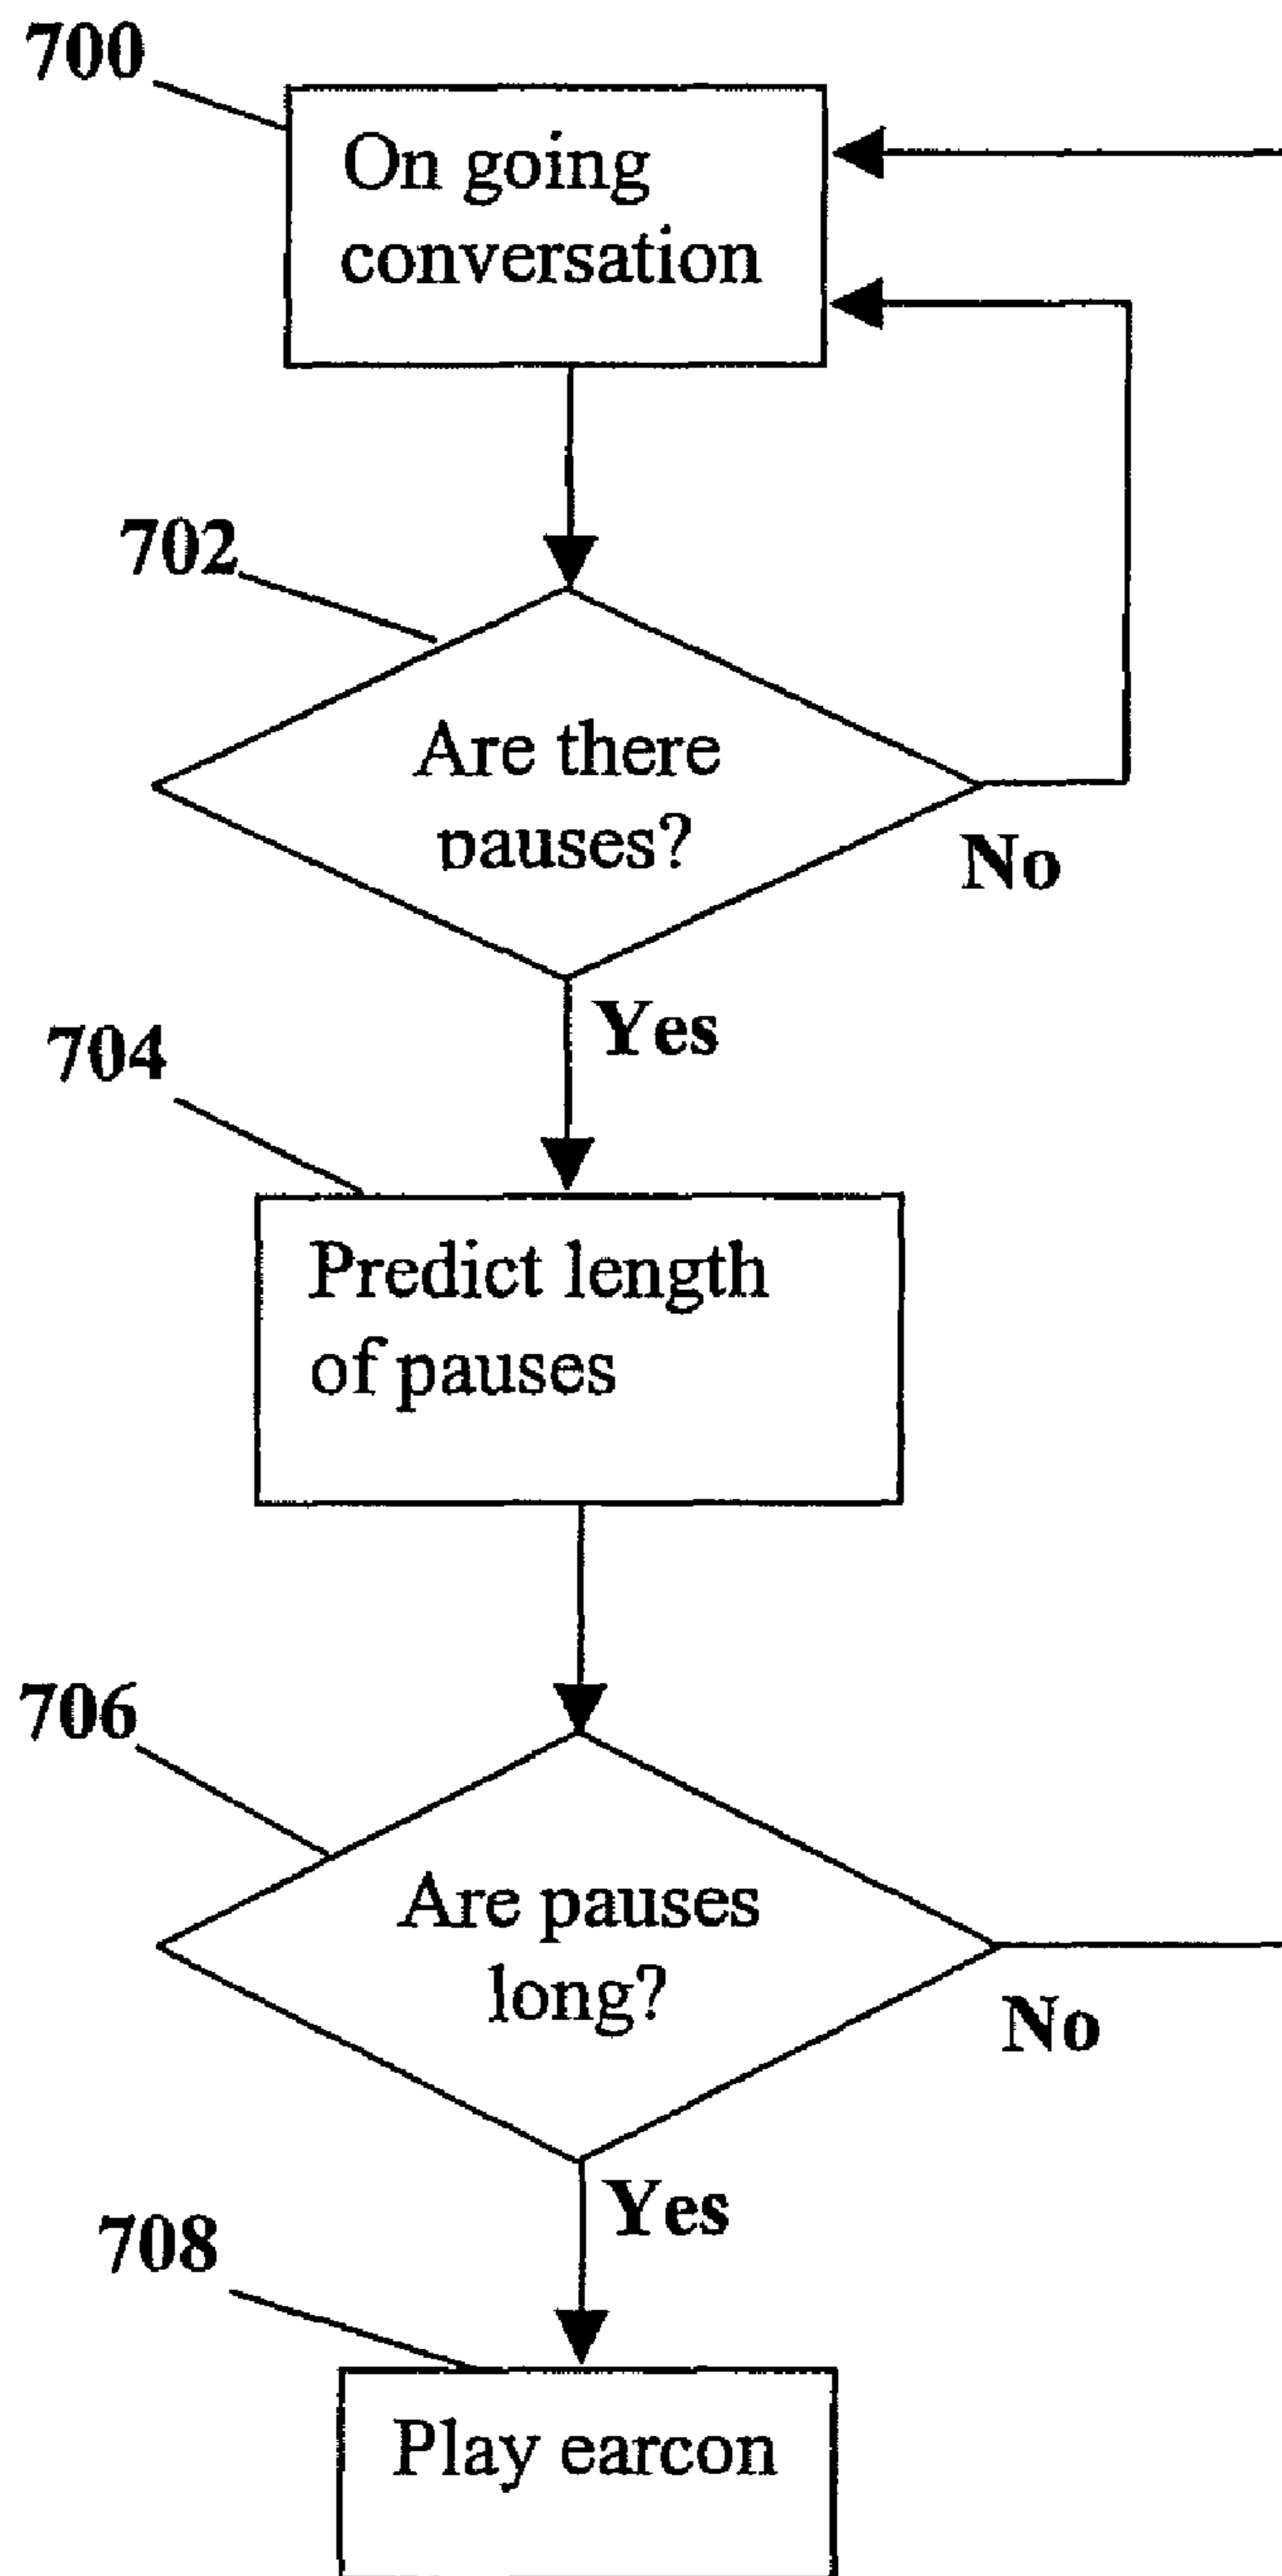 700
On going
conversation
702
Are there
pauses?
No
Yes
704
Predict length
of pauses
706
Are pauses
long?
No
Yes
708
Play earcon